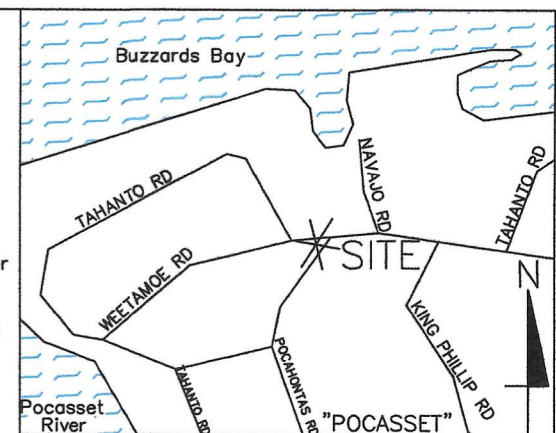 Buzzards Bay
TAHANTO RD
NAVAJO RD
TAHANTO RD
WEETAMOE RD
SITE
N
KING PHILLIP RD
POCAHONTAS RD
TAHANTO RD
Pocasset
River
"POCASSET"